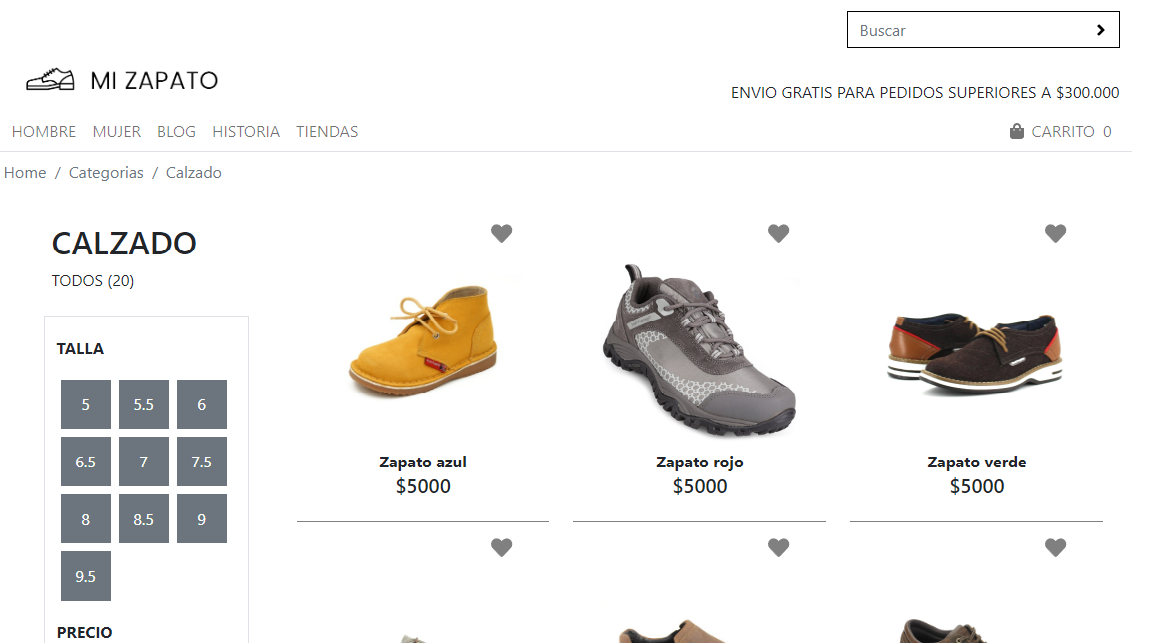 Buscar
MI ZAPATO
ENVIO GRATIS PARA PEDIDOS SUPERIORES A $300.000
HOMBRE MUJER BLOG HISTORIA TIENDAS CARRITO 0
Home / Categorias / Calzado
CALZADO
TODOS (20)
TALLA
5 5.5 6
6.5 7 7.5
8 8.5 9
9.5
PRECIO
Zapato azul
$5000
Zapato rojo
$5000
Zapato verde
$5000